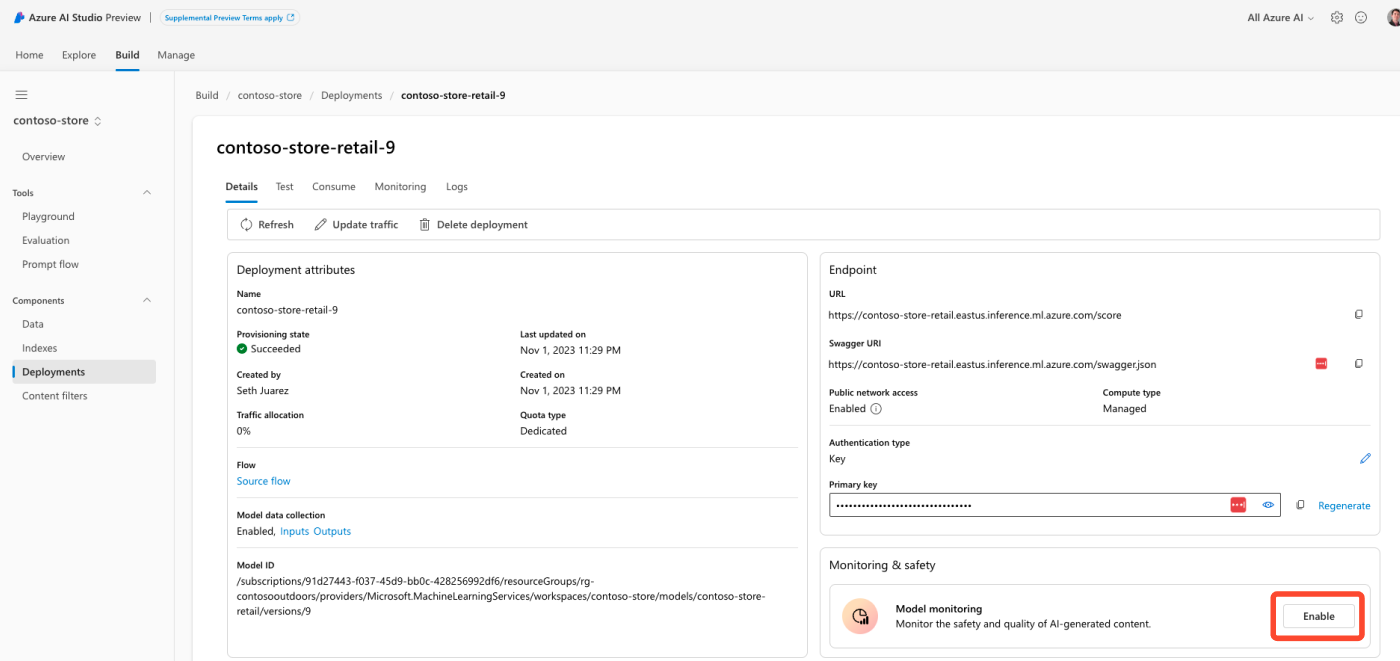 Azure AI Studio Preview | Supplemental Preview Terms apply
All Azure AI
Home Explore Build Manage
contoso-store
Overview
Tools
Playground
Evaluation
Prompt flow
Components
Data
Indexes
Deployments
Content filters
Build / contoso-store / Deployments / contoso-store-retail-9
contoso-store-retail-9
Details Test Consume Monitoring Logs
Refresh Update traffic Delete deployment
Deployment attributes
Name
contoso-store-retail-9
Provisioning state
Succeeded
Last updated on
Nov 1, 2023 11:29 PM
Created by
Seth Juarez
Created on
Nov 1, 2023 11:29 PM
Traffic allocation
0%
Quota type
Dedicated
Flow
Source flow
Model data collection
Enabled, Inputs Outputs
Model ID
/subscriptions/91d27443-f037-45d9-bb0c-428256992df6/resourceGroups/rg-
contosooutdoors/providers/Microsoft.MachineLearningServices/workspaces/contoso-store/models/contoso-store-
retail/versions/9
Endpoint
URL
https://contoso-store-retail.eastus.inference.ml.azure.com/score
Swagger URI
https://contoso-store-retail.eastus.inference.ml.azure.com/swagger.json
Public network access
Enabled
Compute type
Managed
Authentication type
Key
Primary key
••••••••••••••••••••••••••••••••
Regenerate
Monitoring & safety
Model monitoring
Monitor the safety and quality of AI-generated content.
Enable